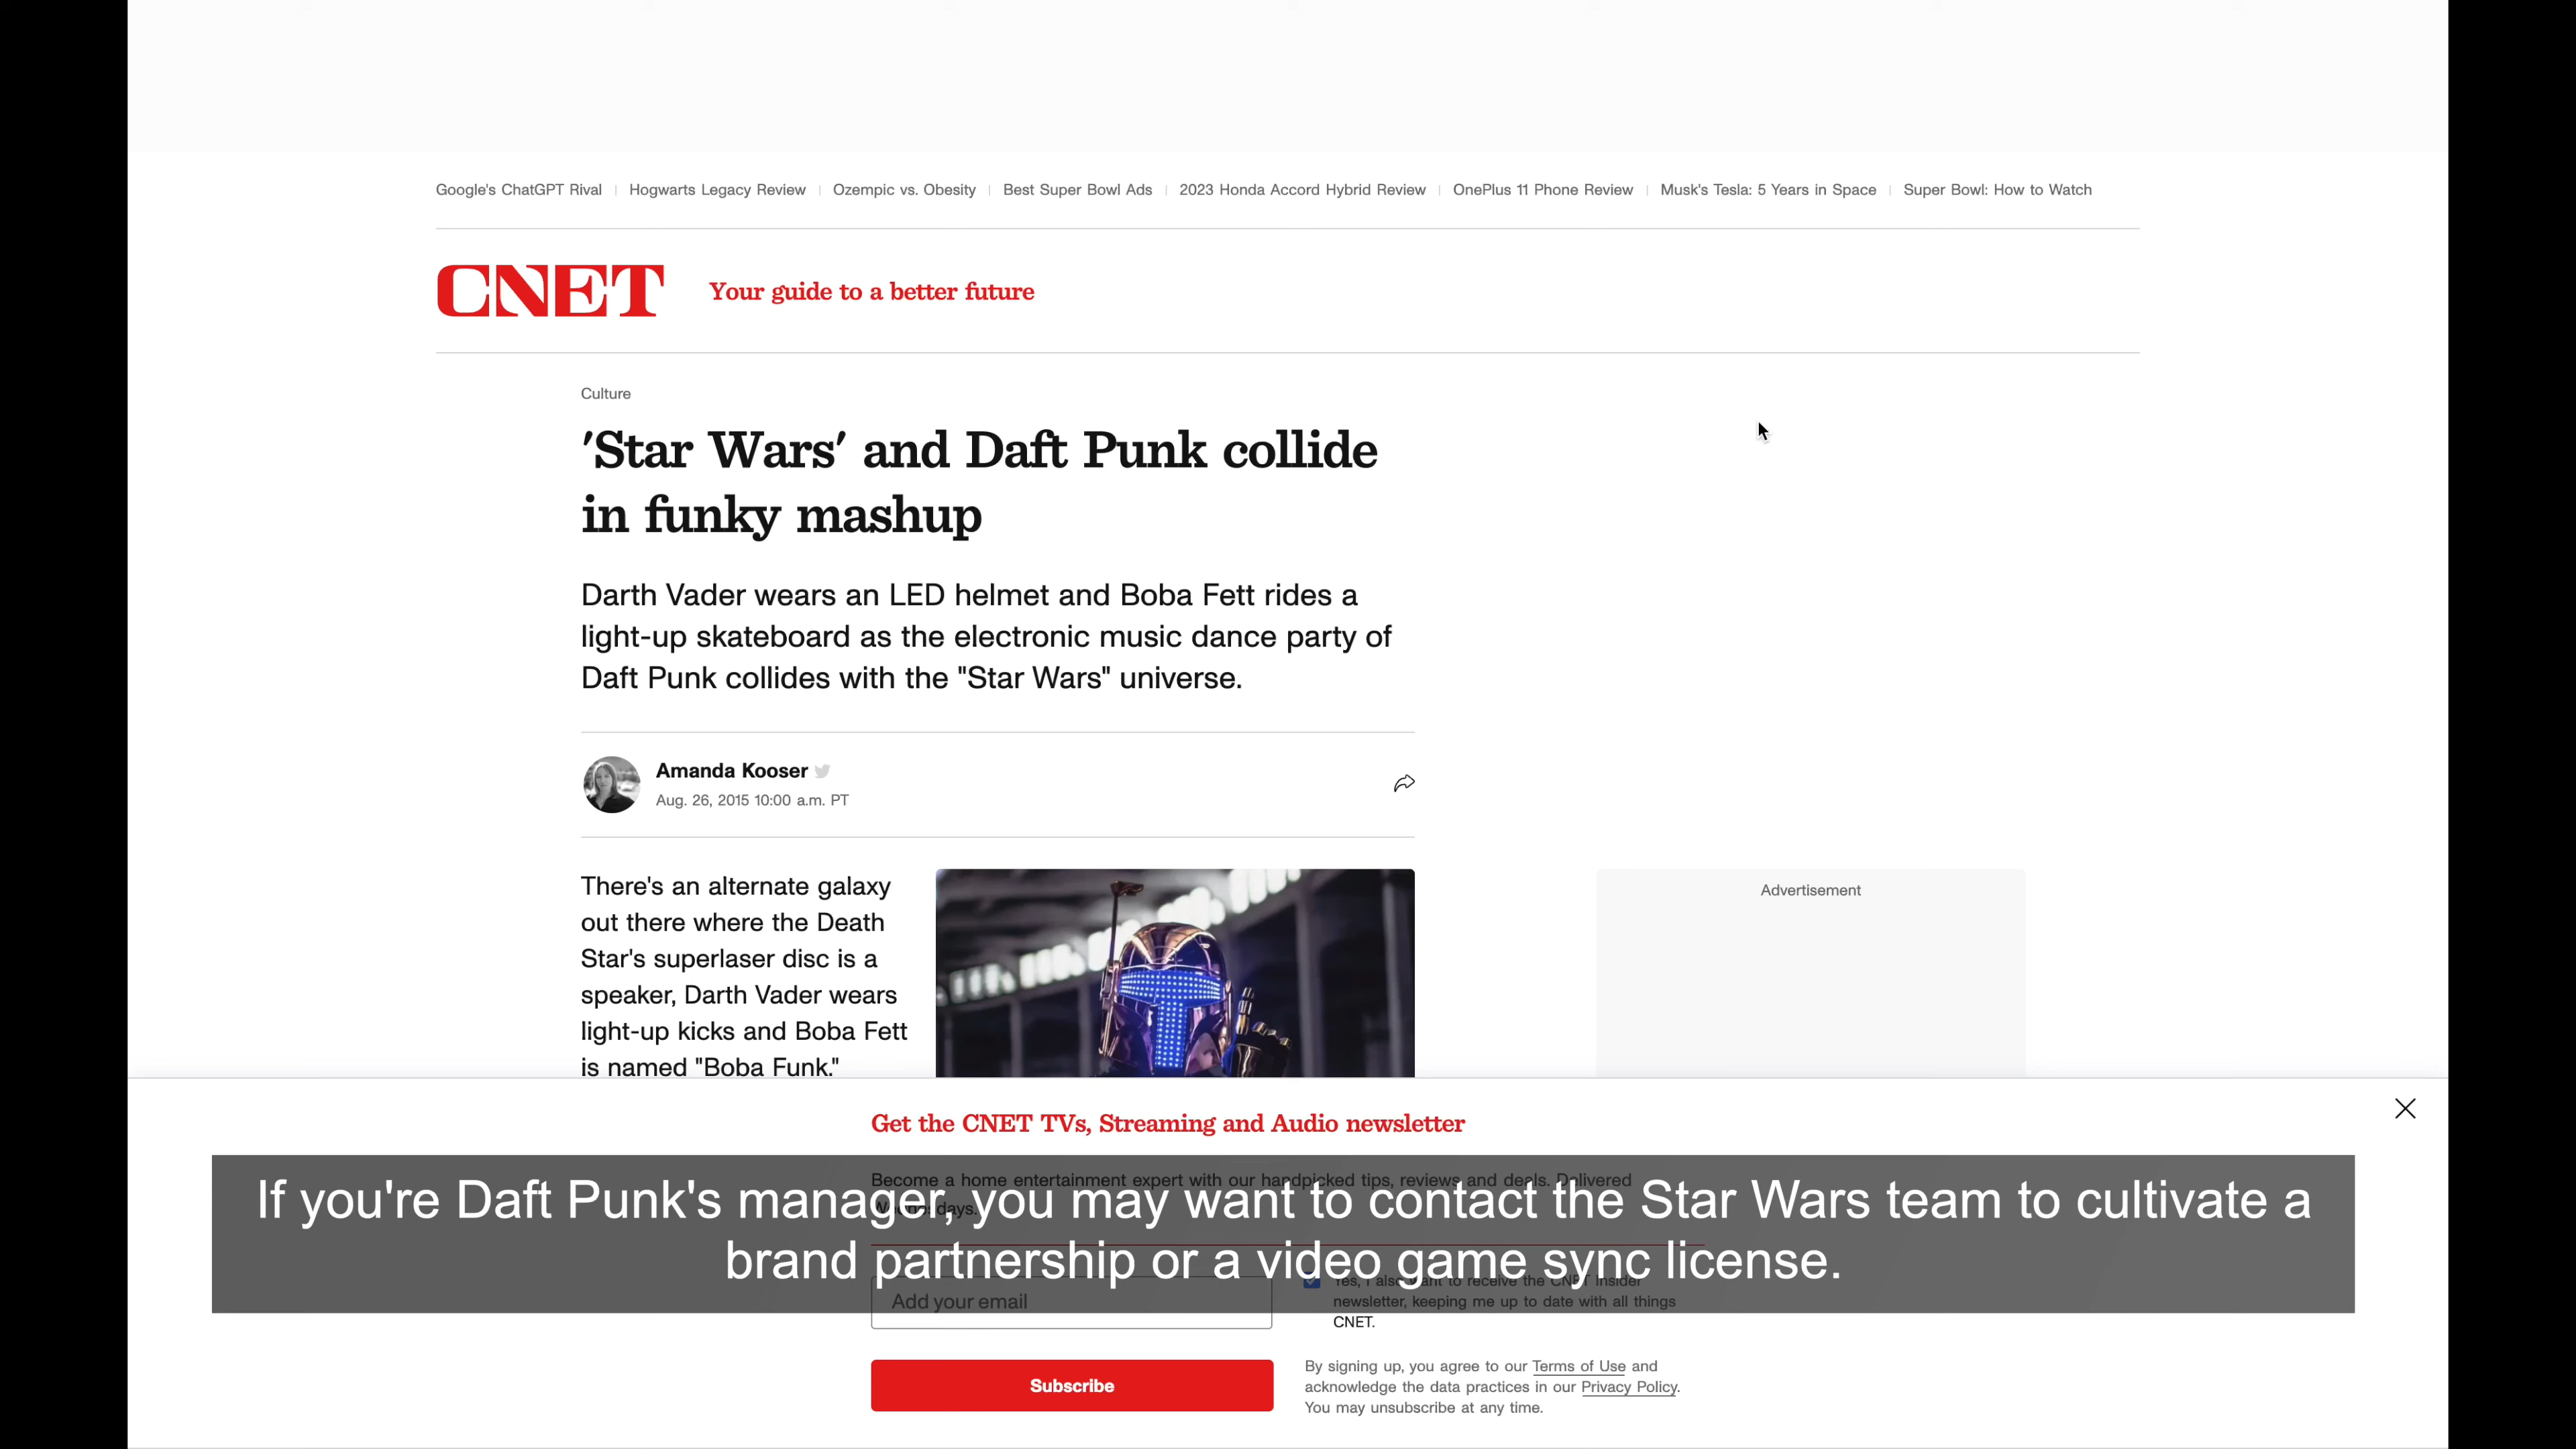 Google's ChatGPT Rival
Hogwarts Legacy Review
Ozempic vs. Obesity
Best Super Bowl Ads
2023 Honda Accord Hybrid Review
OnePlus 11 Phone Review
Musk's Tesla: 5 Years in Space
Super Bowl: How to Watch
CNET
Your guide to a better future
Culture
'Star Wars' and Daft Punk collide
in funky mashup
Darth Vader wears an LED helmet and Boba Fett rides a
light-up skateboard as the electronic music dance party of
Daft Punk collides with the "Star Wars" universe.
Amanda Kooser
Aug. 26, 2015 10:00 a.m. PT
There's an alternate galaxy
out there where the Death
Star's superlaser disc is a
speaker, Darth Vader wears
light-up kicks and Boba Fett
is named "Boba Funk."
Advertisement
Get the CNET TVs, Streaming and Audio newsletter
Become a home entertainment expert with our handpicked tips, reviews and deals. Delivered
Wednesdays.
If you're Daft Punk's manager, you may want to contact the Star Wars team to cultivate a
brand partnership or a video game sync license.
Add your email
Yes, I also want to receive the CNET Insider
newsletter, keeping me up to date with all things
CNET.
Subscribe
By signing up, you agree to our Terms of Use and
acknowledge the data practices in our Privacy Policy.
You may unsubscribe at any time.